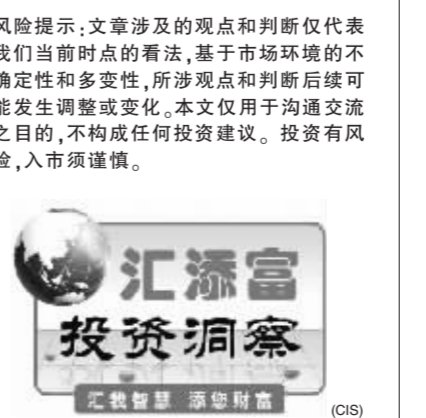 风险提示:文章涉及的观点和判断仅代表
我们当前时点的看法,基于市场环境的不
确定性和多变性,所涉观点和判断后续可
能发生调整或变化。本文仅用于沟通交流
之目的,不构成任何投资建议。投资有风
险,入市须谨慎。
汇添富
投资洞察
汇我智慧 添您财富
(CIS)